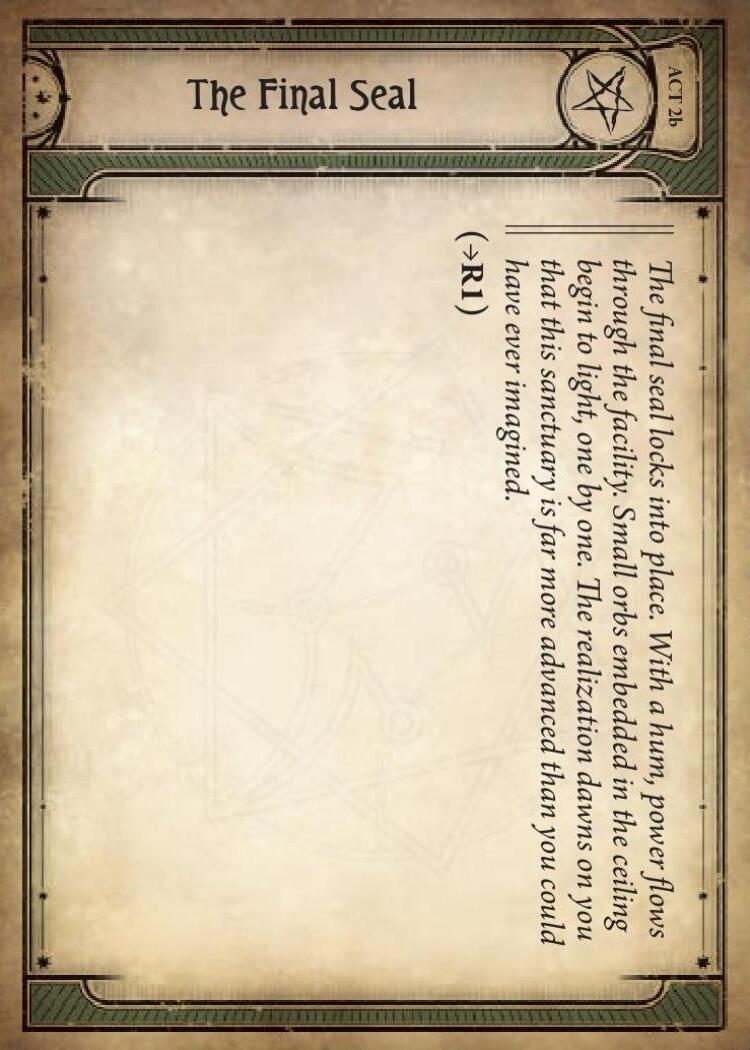 ACT 2b
The Final Seal
The final seal locks into place. With a hum, power flows
through the facility. Small orbs embedded in the ceiling
begin to light, one by one. The realization dawns on you
that this sanctuary is far more advanced than you could
have ever imagined.
(→R1)